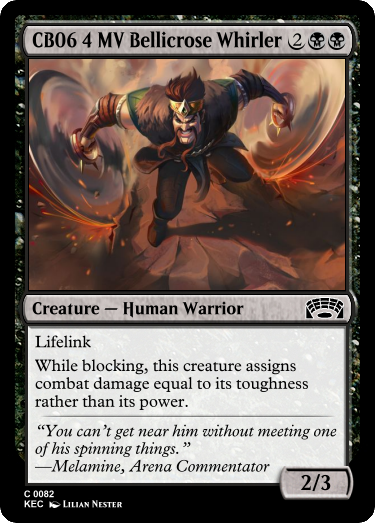 CB06 4 MV Bellicrose Whirler 2
Creature — Human Warrior
Lifelink
While blocking, this creature assigns
combat damage equal to its toughness
rather than its power.
“You can't get near him without meeting one
of his spinning things.”
—Melamine, Arena Commentator
2/3
C 0082
KEC Lilian Nester